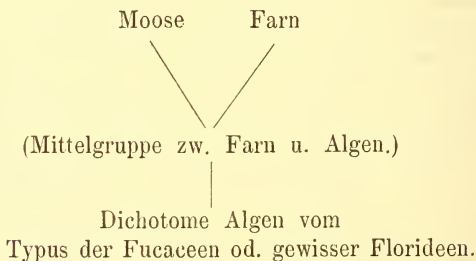 Moose Farn
(Mittelgruppe zw. Farn u. Algen.)
Dichotome Algen vom
Typus der Fucaceen od. gewisser Florideen.